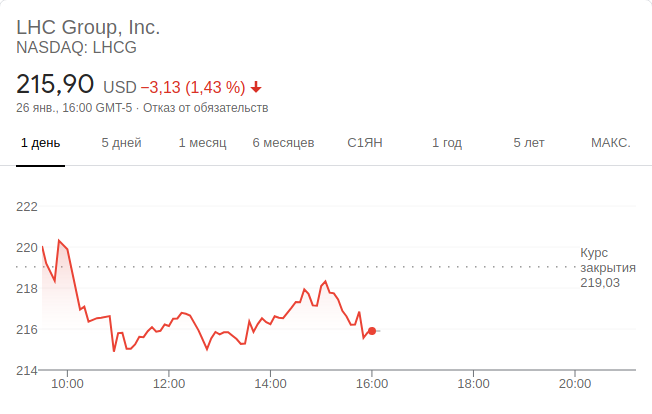 LHC Group, Inc.
NASDAQ: LHCG
215,90 USD −3,13 (1,43 %)
26 янв., 16:00 GMT-5 · Отказ от обязательств
1 день 5 дней 1 месяц 6 месяцев С1ЯН 1 год 5 лет МАКС.
222
220
Курс
закрытия
219,03
218
216
214
10:00 12:00 14:00 16:00 18:00 20:00